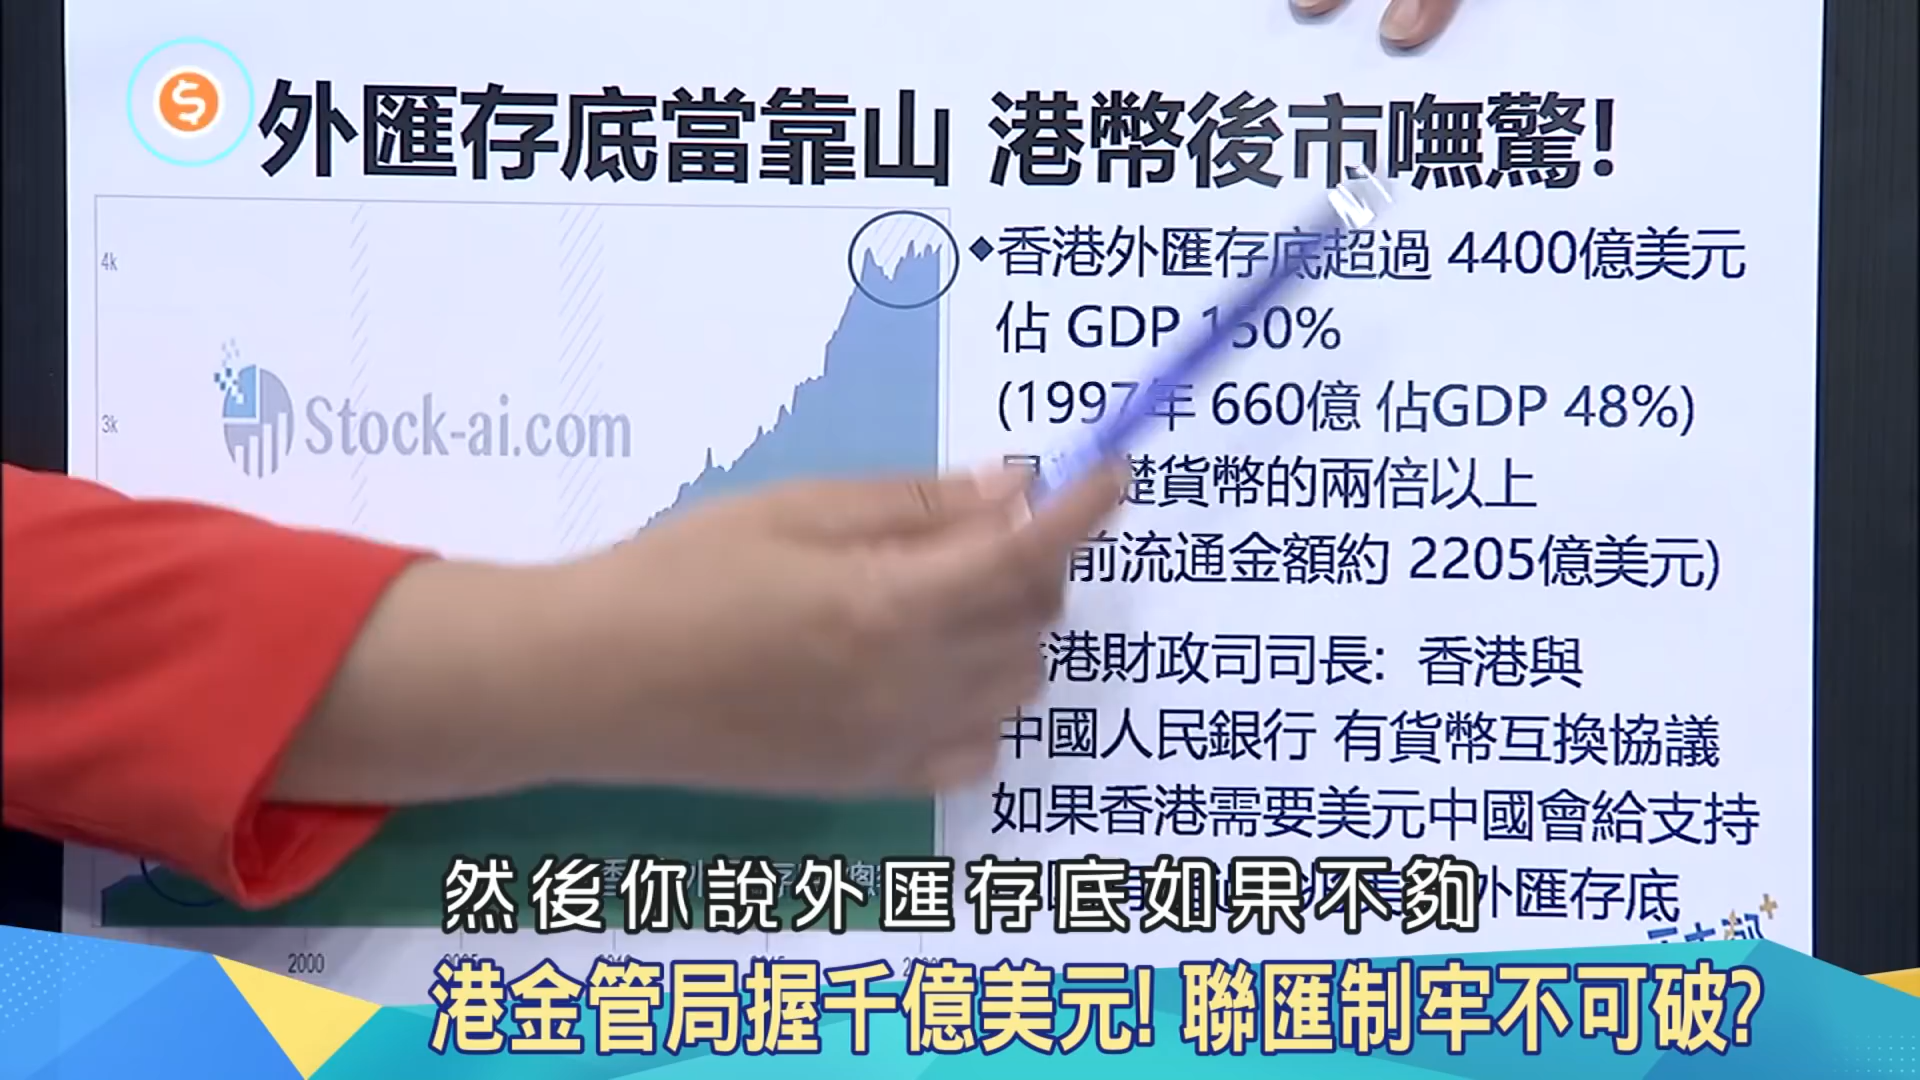 外匯存底當靠山 港幣後市嘸驚!
4k
3k
Stock-ai.com
◆香港外匯存底超過 4400億美元
佔 GDP 150%
(1997年 660億 佔GDP 48%)
礎貨幣的兩倍以上
前流通金額約 2205億美元)
港財政司司長: 香港與
中國人民銀行 有貨幣互換協議
如果香港需要美元中國會給支持
外匯存底
然後你說外匯存底如果不夠
2000
港金管局握千億美元! 聯匯制牢不可破?